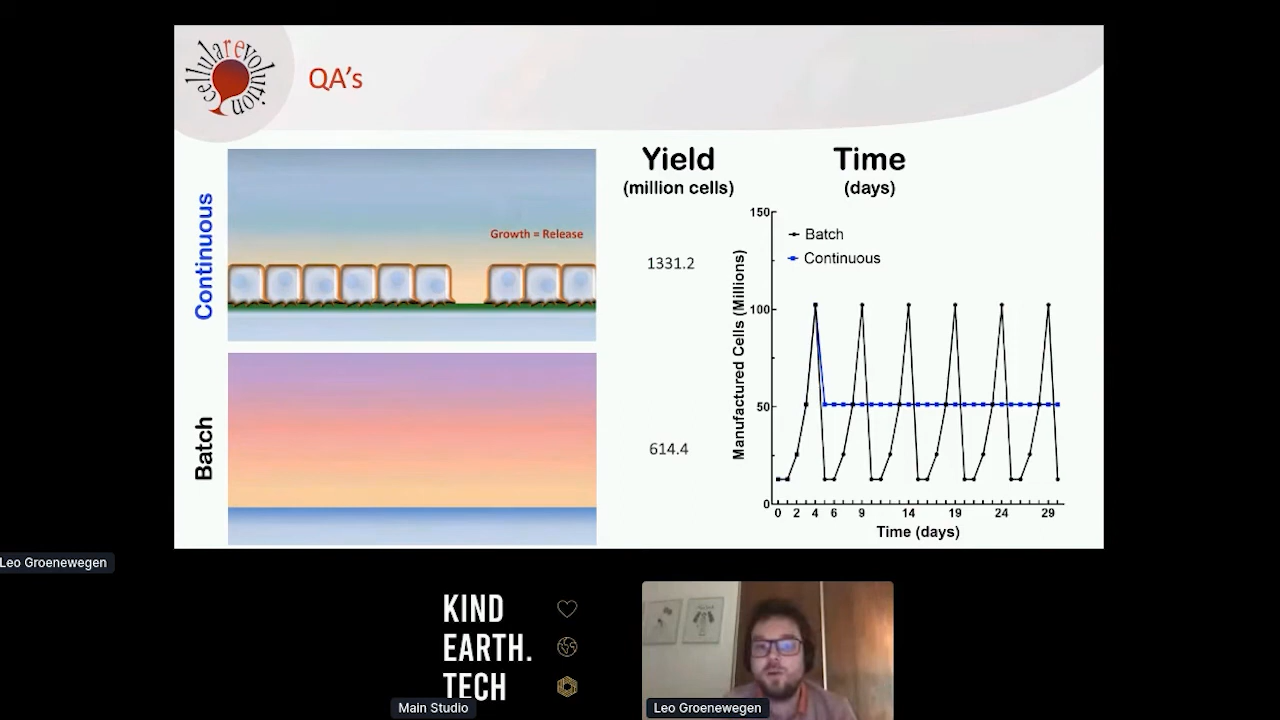 cellularevolution
QA's
Continuous
Growth = Release
Batch
Yield
(million cells)
1331.2
614.4
Time
(days)
Manufactured Cells (Millions)
150
100
50
0
Batch
Continuous
0 2 4 6 9 14 19 24 29
Time (days)
Leo Groenewegen
KIND
EARTH.
TECH
Main Studio
Leo Groenewegen